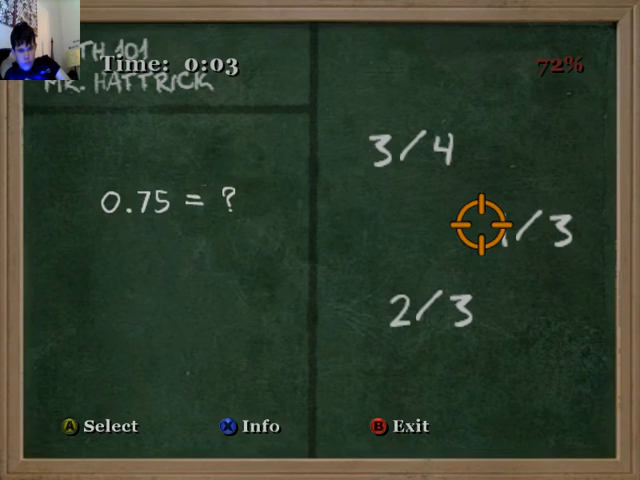 TH 101
Time: 0:03
72%
MR. HATTRICK
3/4
0.75 = ?
/3
2/3
Select
Info
Exit
A
X
B